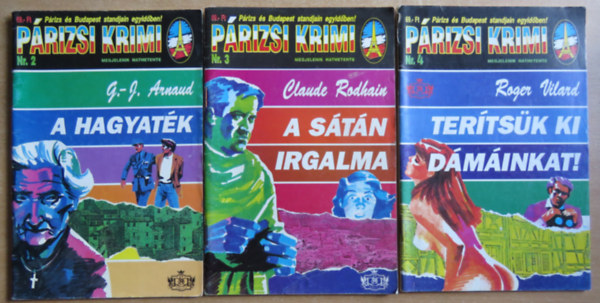 Párizs és Budapest standjain egyidőben!
PÁRIZSI KRIMI
Nr. 2
MEGJELENIK HAVONTA
G.-J. Arnaud
A HAGYATÉK
Párizs és Budapest standjain egyidőben!
PÁRIZSI KRIMI
Nr. 3
Claude Rodhain
A SÁTÁN
IRGALMA
Párizs és Budapest standjain egyidőben!
PÁRIZSI KRIMI
Nr. 4
Roger Vilard
TERÍTSÜK KI
DÁMÁINKAT!